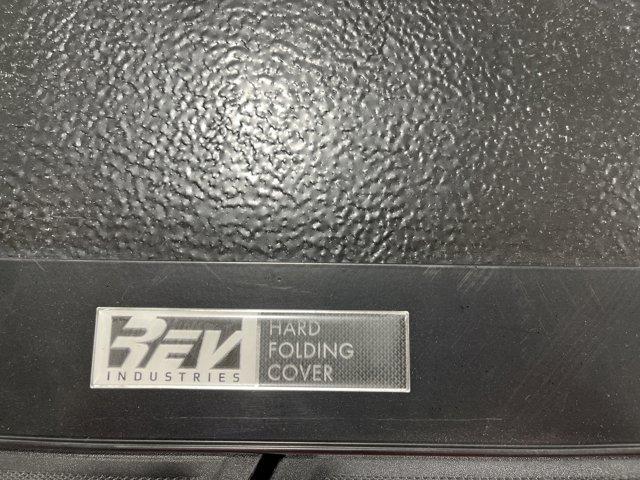 REV
INDUSTRIES
HARD
FOLDING
COVER